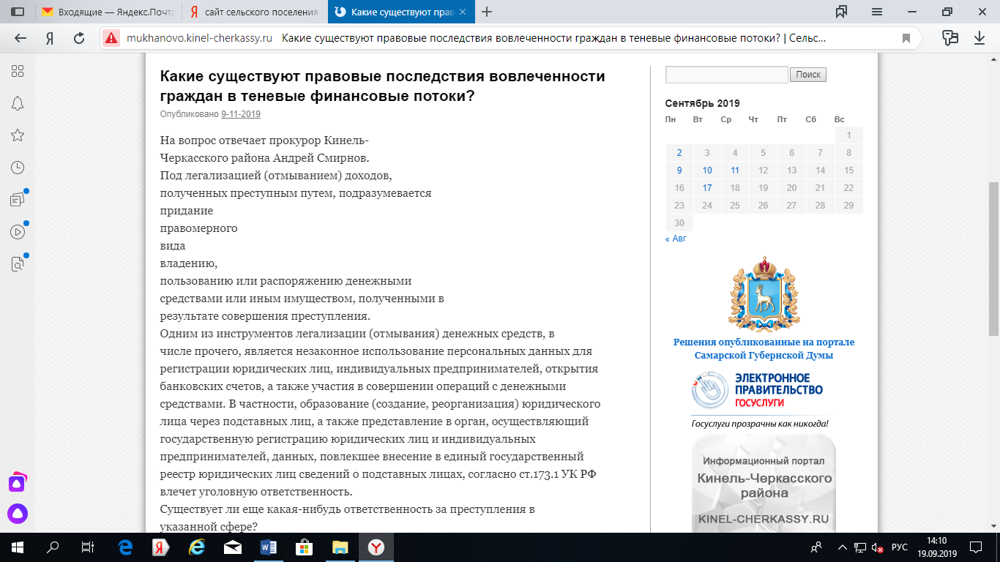 Входящие — Яндекс.Почта
сайт сельского поселения
Какие существуют прав
mukhanovo.kinel-cherkassy.ru
Какие существуют правовые последствия вовлеченности граждан в теневые финансовые потоки? | Сельс...
Какие существуют правовые последствия вовлеченности
граждан в теневые финансовые потоки?
Опубликовано 9-11-2019
На вопрос отвечает прокурор Кинель-
Черкасского района Андрей Смирнов.
Под легализацией (отмыванием) доходов,
полученных преступным путем, подразумевается
придание
правомерного
вида
владению,
пользованию или распоряжению денежными
средствами или иным имуществом, полученными в
результате совершения преступления.
Одним из инструментов легализации (отмывания) денежных средств, в
числе прочего, является незаконное использование персональных данных для
регистрации юридических лиц, индивидуальных предпринимателей, открытия
банковских счетов, а также участия в совершении операций с денежными
средствами. В частности, образование (создание, реорганизация) юридического
лица через подставных лиц, а также представление в орган, осуществляющий
государственную регистрацию юридических лиц и индивидуальных
предпринимателей, данных, повлекшее внесение в единый государственный
реестр юридических лиц сведений о подставных лицах, согласно ст.173.1 УК РФ
влечет уголовную ответственность.
Существует ли еще какая-нибудь ответственность за преступления в
указанной сфере?
Поиск
Сентябрь 2019
Пн Вт Ср Чт Пт Сб Вс
1
2 3 4 5 6 7 8
9 10 11 12 13 14 15
16 17 18 19 20 21 22
23 24 25 26 27 28 29
30
« Авг
Решения опубликованные на портале
Самарской Губернской Думы
ЭЛЕКТРОННОЕ
ПРАВИТЕЛЬСТВО
ГОСУСЛУГИ
Госуслуги прозрачны как никогда!
Информационный портал
Кинель-Черкасского
района
KINEL-CHERKASSY.RU
РУС
14:10
19.09.2019